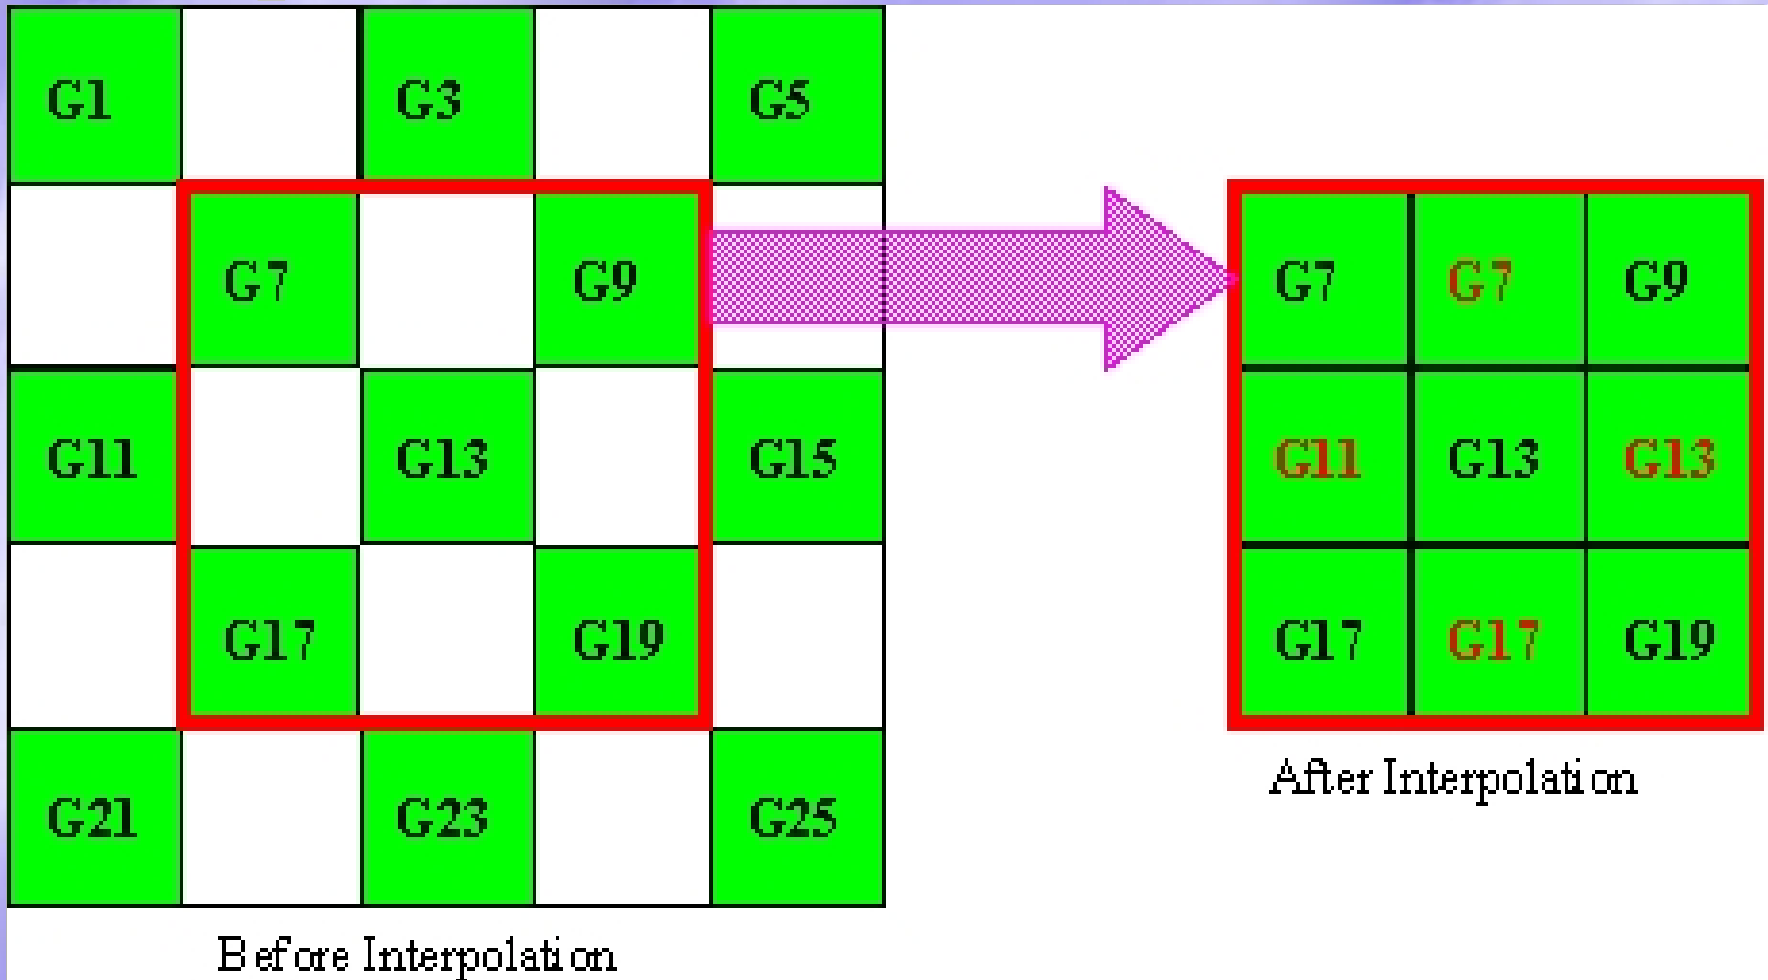 G1 G3 G5
G7 G9
G11 G13 G15
G17 G19
G21 G23 G25
Before Interpolation
G7 G7 G9
G11 G13 G13
G17 G17 G19
After Interpolation